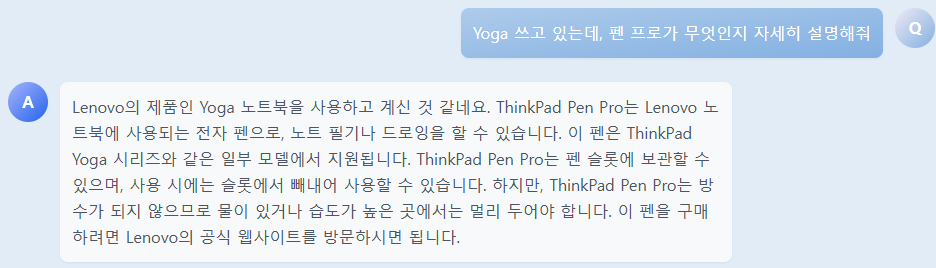 Yoga 쓰고 있는데, 펜 프로가 무엇인지 자세히 설명해줘
Q
A
Lenovo의 제품인 Yoga 노트북을 사용하고 계신 것 같네요. ThinkPad Pen Pro는 Lenovo 노
트북에 사용되는 전자 펜으로, 노트 필기나 드로잉을 할 수 있습니다. 이 펜은 ThinkPad
Yoga 시리즈와 같은 일부 모델에서 지원됩니다. ThinkPad Pen Pro는 펜 슬롯에 보관할 수
있으며, 사용 시에는 슬롯에서 빼내어 사용할 수 있습니다. 하지만, ThinkPad Pen Pro는 방
수가 되지 않으므로 물이 있거나 습도가 높은 곳에서는 멀리 두어야 합니다. 이 펜을 구매
하려면 Lenovo의 공식 웹사이트를 방문하시면 됩니다.